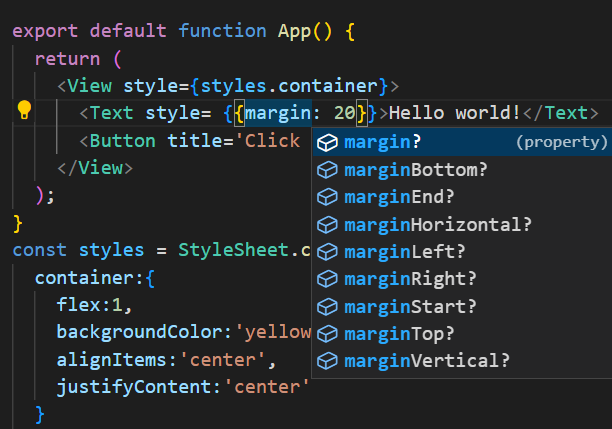 export default function App() {
return (
<View style={styles.container}>
<Text style= {{margin: 20}}>Hello world!</Text>
<Button title='Click
margin? (property)
</View>
marginBottom?
);
marginEnd?
}
marginHorizontal?
const styles = StyleSheet.c
marginLeft?
container:{
marginRight?
flex:1,
marginStart?
backgroundColor:'yellow
marginTop?
alignItems:'center',
marginVertical?
justifyContent:'center'
}